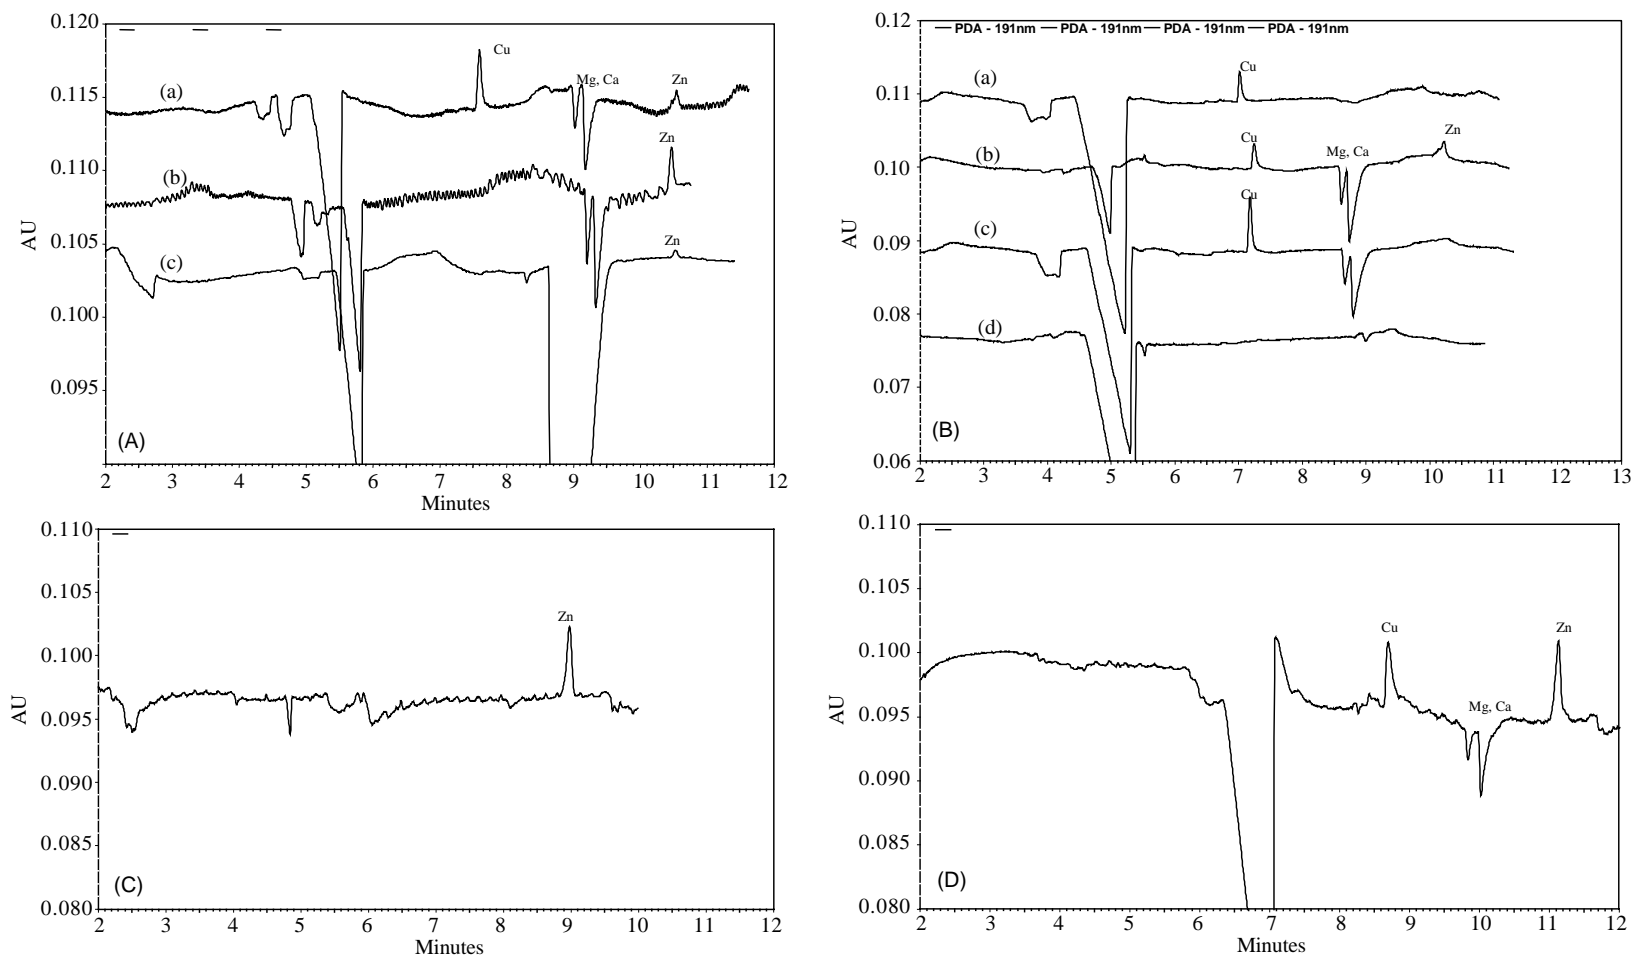 0.120
0.115
0.110
0.105
0.100
0.095
AU
(a)
(b)
(c)
Cu
Mg, Ca
Zn
Zn
Zn
(A)
2 3 4 5 6 7 8 9 10 11 12
Minutes
0.12
0.11
0.10
0.09
0.08
0.07
0.06
AU
PDA - 191nm PDA - 191nm PDA - 191nm PDA - 191nm
(a)
(b)
(c)
(d)
Cu
Cu
Mg, Ca
Zn
Cu
(B)
2 3 4 5 6 7 8 9 10 11 12 13
Minutes
0.110
0.105
0.100
0.095
0.090
0.085
0.080
AU
Zn
(C)
2 3 4 5 6 7 8 9 10 11 12
Minutes
0.110
0.105
0.100
0.095
0.090
0.085
0.080
AU
Cu
Mg, Ca
Zn
(D)
2 3 4 5 6 7 8 9 10 11 12
Minutes